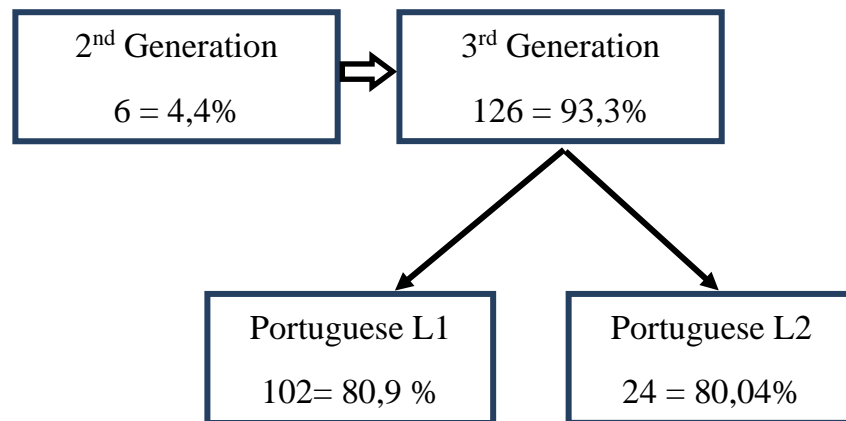 2nd Generation
6 = 4,4%
3rd Generation
126 = 93,3%
Portuguese L1
102= 80,9 %
Portuguese L2
24 = 80,04%